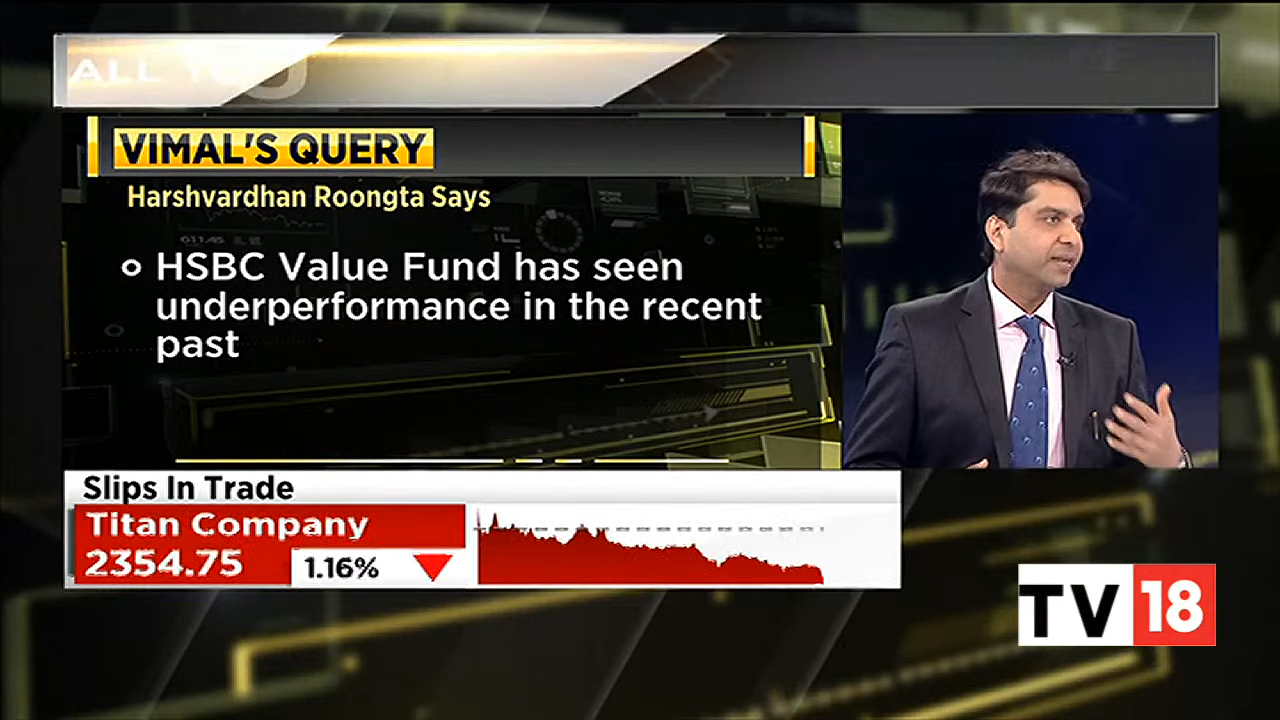 VIMAL'S QUERY
Harshvardhan Roongta Says
HSBC Value Fund has seen
underperformance in the recent
past
Slips In Trade
Titan Company
2354.75
1.16%
TV18